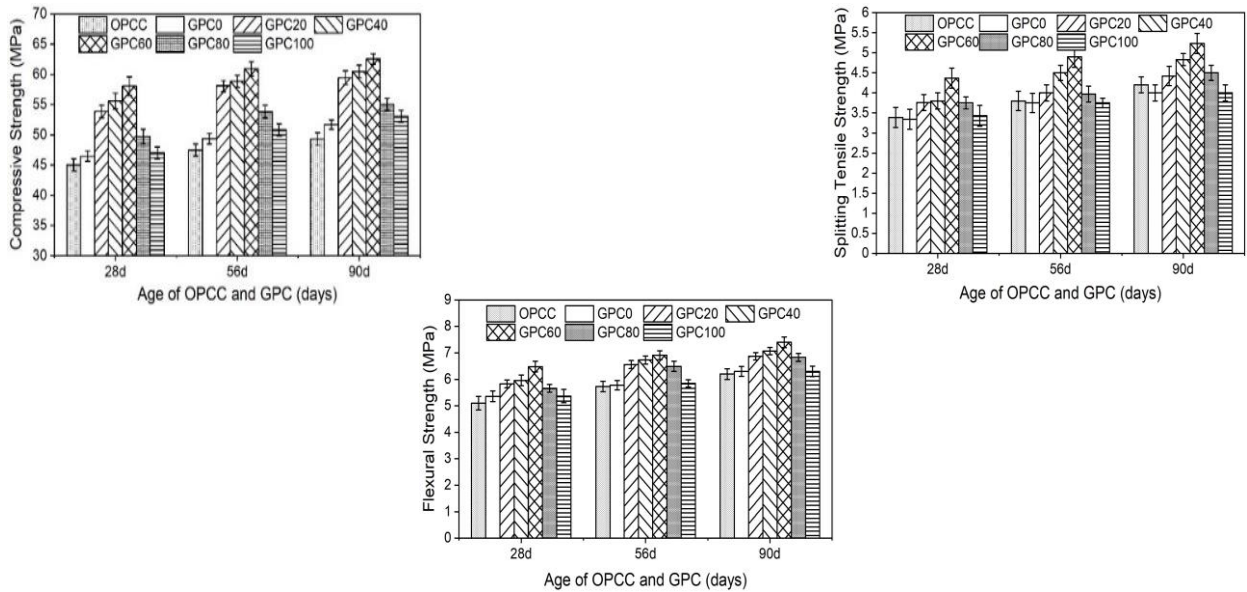 Compressive Strength (MPa)
70
65
60
55
50
45
40
35
30
OPCC GPC0 GPC20 GPC40
GPC60 GPC80 GPC100
28d 56d 90d
Age of OPCC and GPC (days)
Splitting Tensile Strength (MPa)
6
5.5
5
4.5
4
3.5
3
2.5
2
1.5
1
0.5
0
OPCC GPC0 GPC20 GPC40
GPC60 GPC80 GPC100
28d 56d 90d
Age of OPCC and GPC (days)
Flexural Strength (MPa)
9
8
7
6
5
4
3
2
1
0
OPCC GPC0 GPC20 GPC40
GPC60 GPC80 GPC100
28d 56d 90d
Age of OPCC and GPC (days)